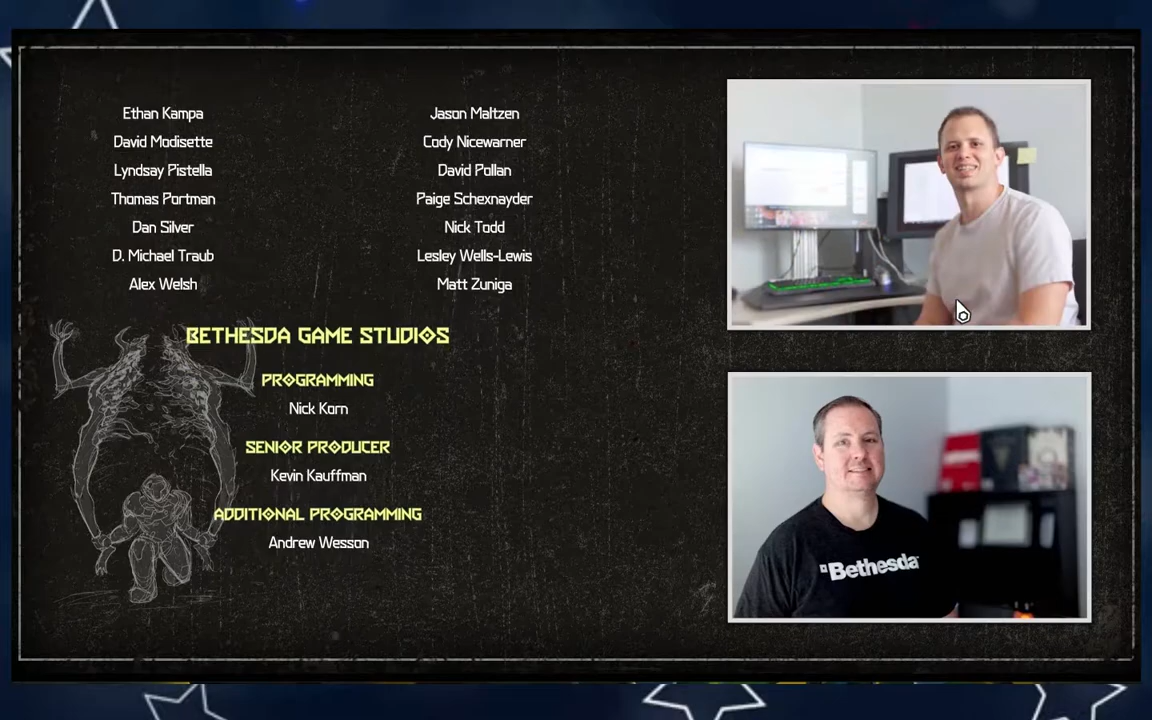 Ethan Kampa
David Modisette
Lyndsay Pistella
Thomas Portman
Dan Silver
D. Michael Traub
Alex Welsh
Jason Maltzen
Cody Nicewarner
David Pollan
Paige Schexnayder
Nick Todd
Lesley Wells-Lewis
Matt Zuniga
BETHESDA GAME STUDIOS
PROGRAMMING
Nick Korn
SENIOR PRODUCER
Kevin Kauffman
ADDITIONAL PROGRAMMING
Andrew Wesson
Bethesda